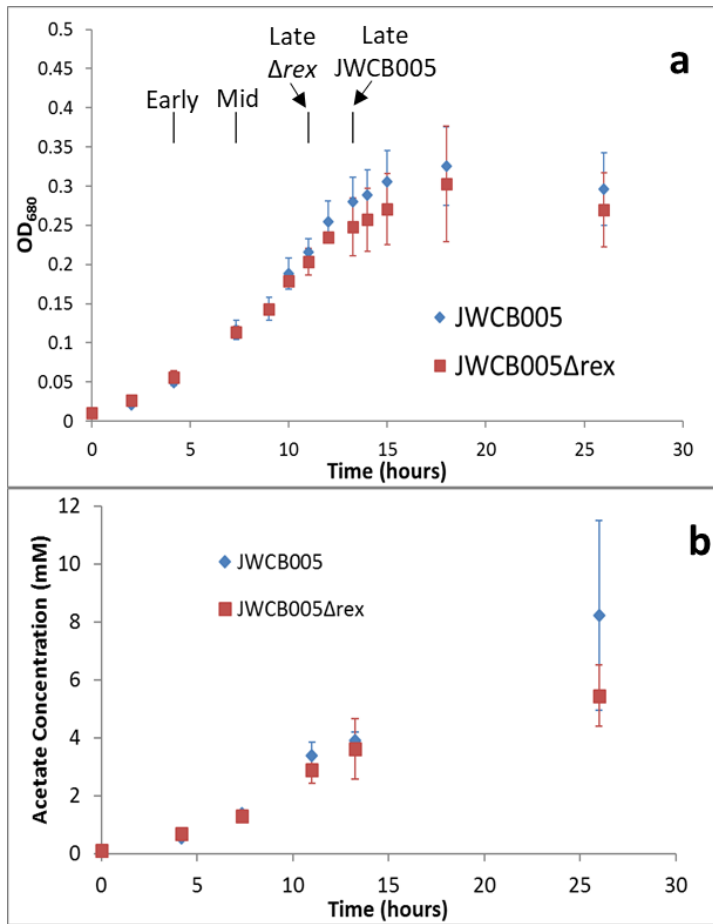 a
Late
Δrex
Late
JWCB005
Early
Mid
0.5
0.45
0.4
0.35
0.3
0.25
0.2
0.15
0.1
0.05
0
OD680
JWCB005
JWCB005Δrex
0 5 10 15 20 25 30
Time (hours)
b
12
10
8
6
4
2
0
Acetate Concentration (mM)
JWCB005
JWCB005Δrex
0 5 10 15 20 25 30
Time (hours)